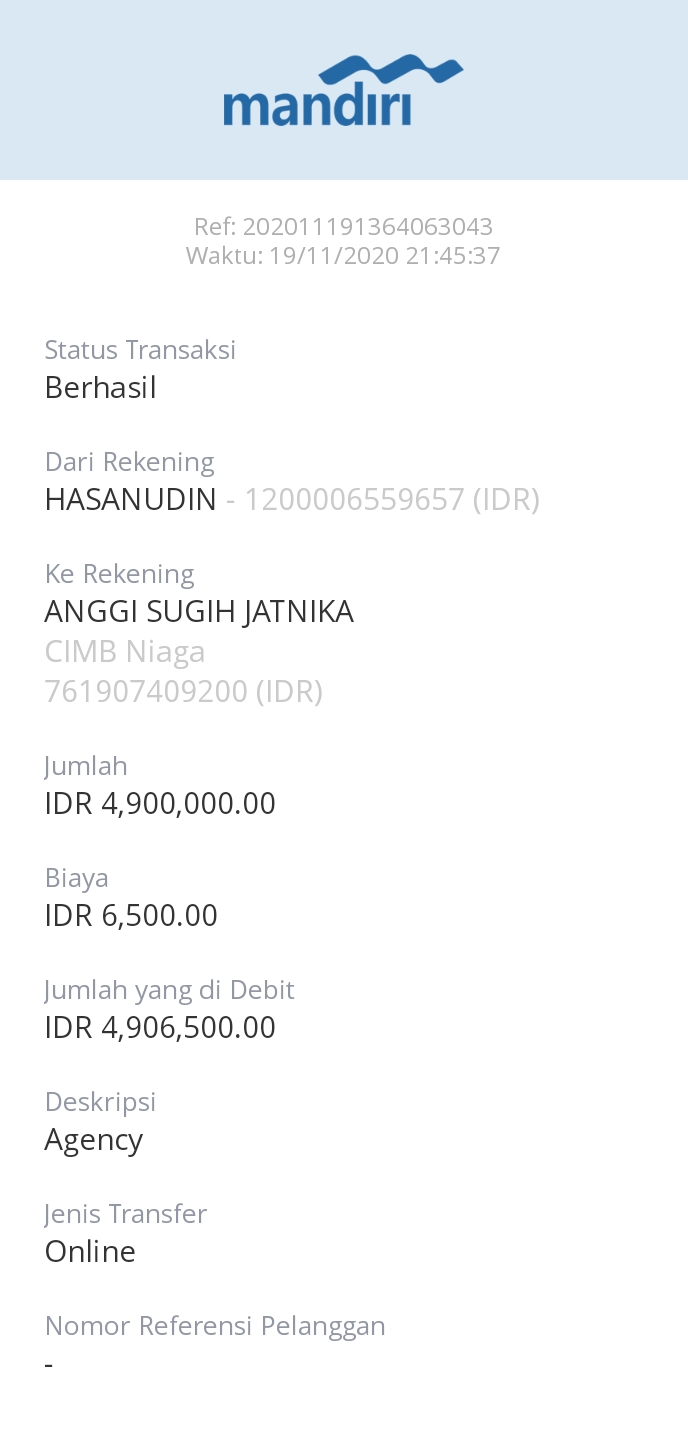 mandiri
Ref: 202011191364063043
Waktu: 19/11/2020 21:45:37
Status Transaksi
Berhasil
Dari Rekening
HASANUDIN - 1200006559657 (IDR)
Ke Rekening
ANGGI SUGIH JATNIKA
CIMB Niaga
761907409200 (IDR)
Jumlah
IDR 4,900,000.00
Biaya
IDR 6,500.00
Jumlah yang di Debit
IDR 4,906,500.00
Deskripsi
Agency
Jenis Transfer
Online
Nomor Referensi Pelanggan
-